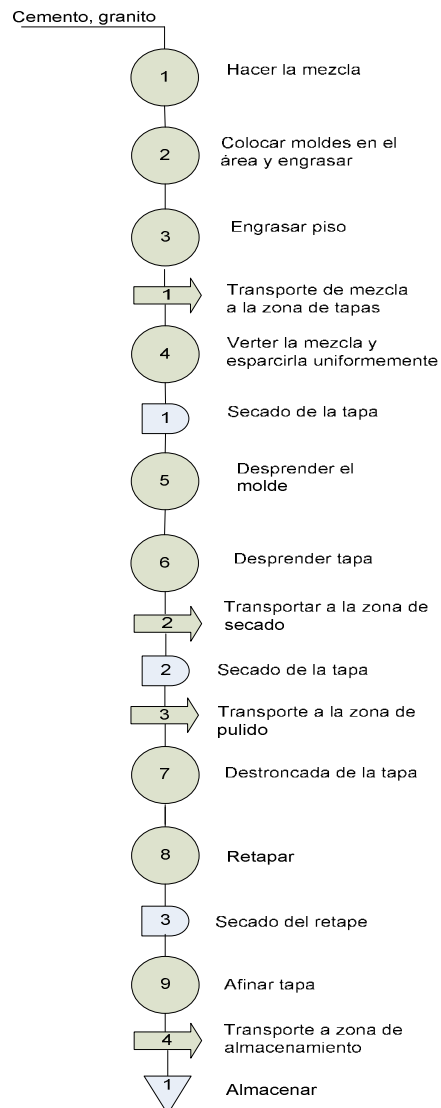 Cemento, granito
1 Hacer la mezcla
2 Colocar moldes en el
área y engrasar
3 Engrasar piso
1 Transporte de mezcla
a la zona de tapas
4 Verter la mezcla y
esparcirla uniformemente
1 Secado de la tapa
5 Desprender el
molde
6 Desprender tapa
2 Transportar a la zona de
secado
2 Secado de la tapa
3 Transporte a la zona de
pulido
7 Destroncada de la tapa
8 Retapar
3 Secado del retape
9 Afinar tapa
4 Transporte a zona de
almacenamiento
1 Almacenar